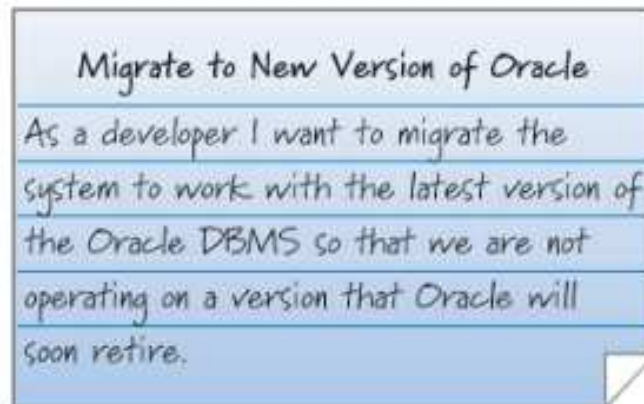 Migrate to New Version of Oracle
As a developer I want to migrate the
system to work with the latest version of
the Oracle DBMS so that we are not
operating on a version that Oracle will
soon retire.